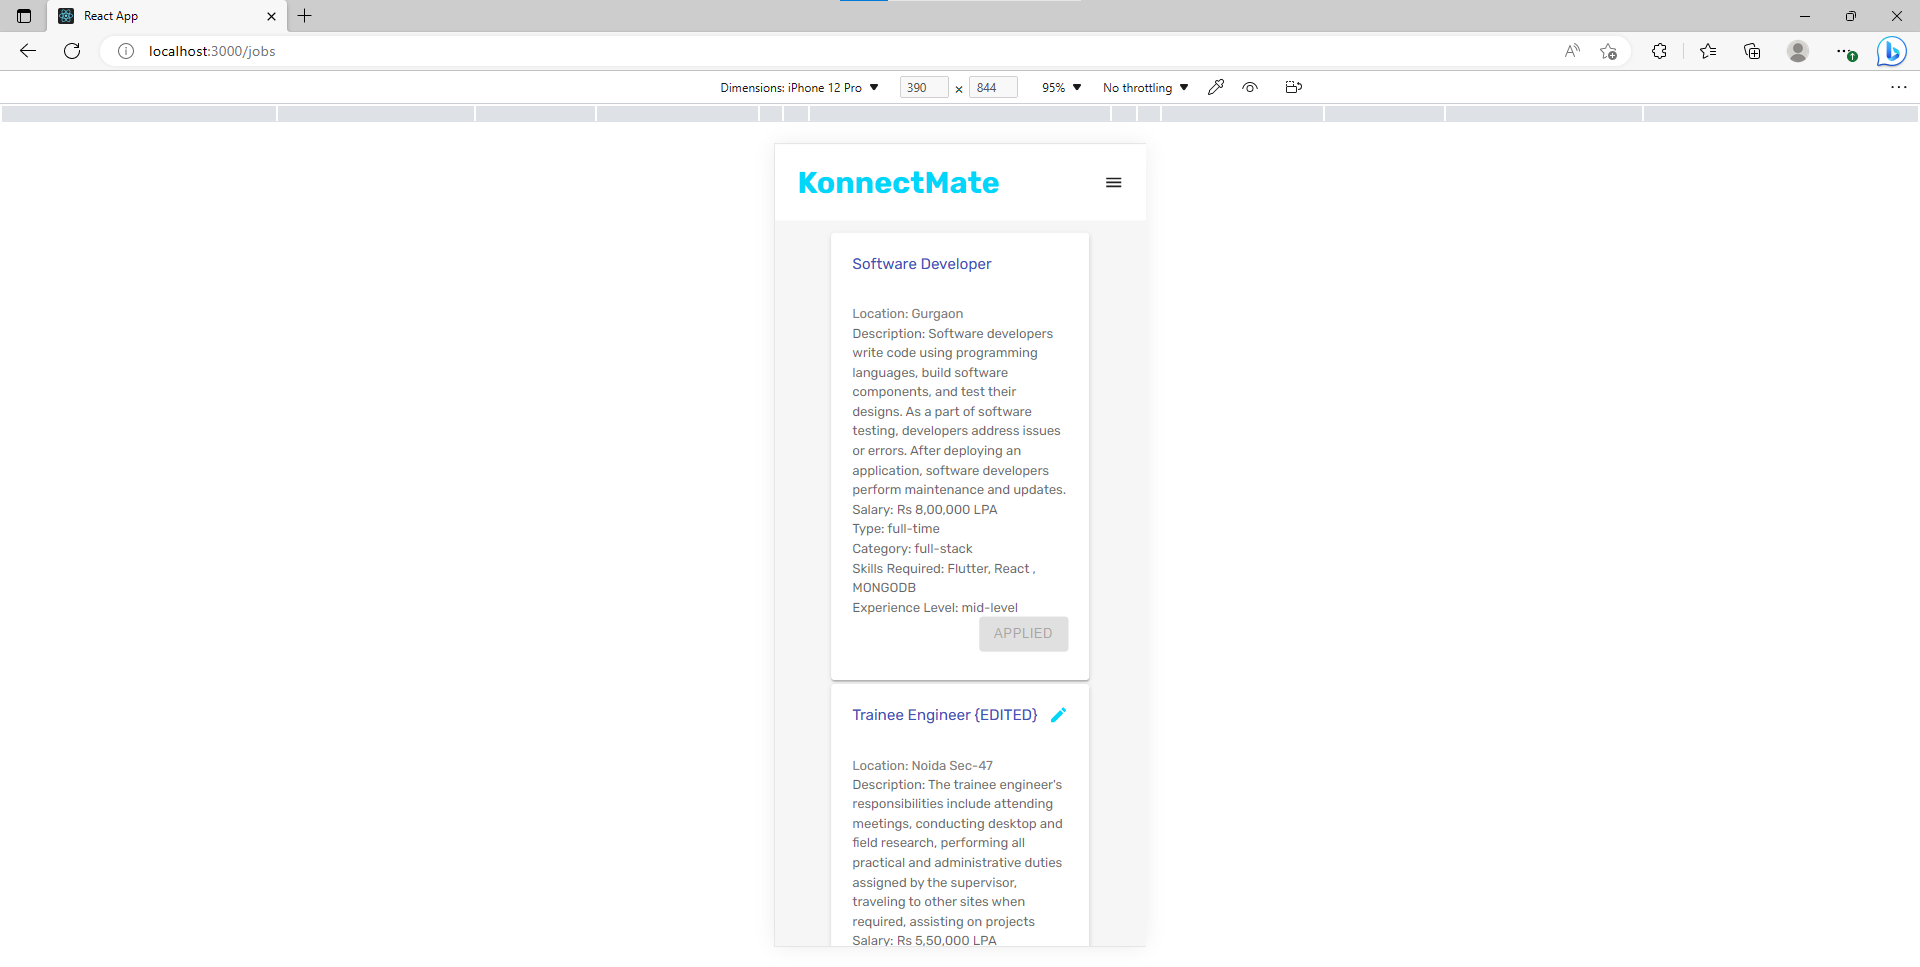 React App
localhost:3000/jobs
Dimensions: iPhone 12 Pro 390 × 844 95% No throttling
KonnectMate
Software Developer
Location: Gurgaon
Description: Software developers
write code using programming
languages, build software
components, and test their
designs. As a part of software
testing, developers address issues
or errors. After deploying an
application, software developers
perform maintenance and updates.
Salary: Rs 8,00,000 LPA
Type: full-time
Category: full-stack
Skills Required: Flutter, React ,
MONGODB
Experience Level: mid-level
APPLIED
Trainee Engineer {EDITED}
Location: Noida Sec-47
Description: The trainee engineer's
responsibilities include attending
meetings, conducting desktop and
field research, performing all
practical and administrative duties
assigned by the supervisor,
traveling to other sites when
required, assisting on projects
Salary: Rs 5,50,000 LPA